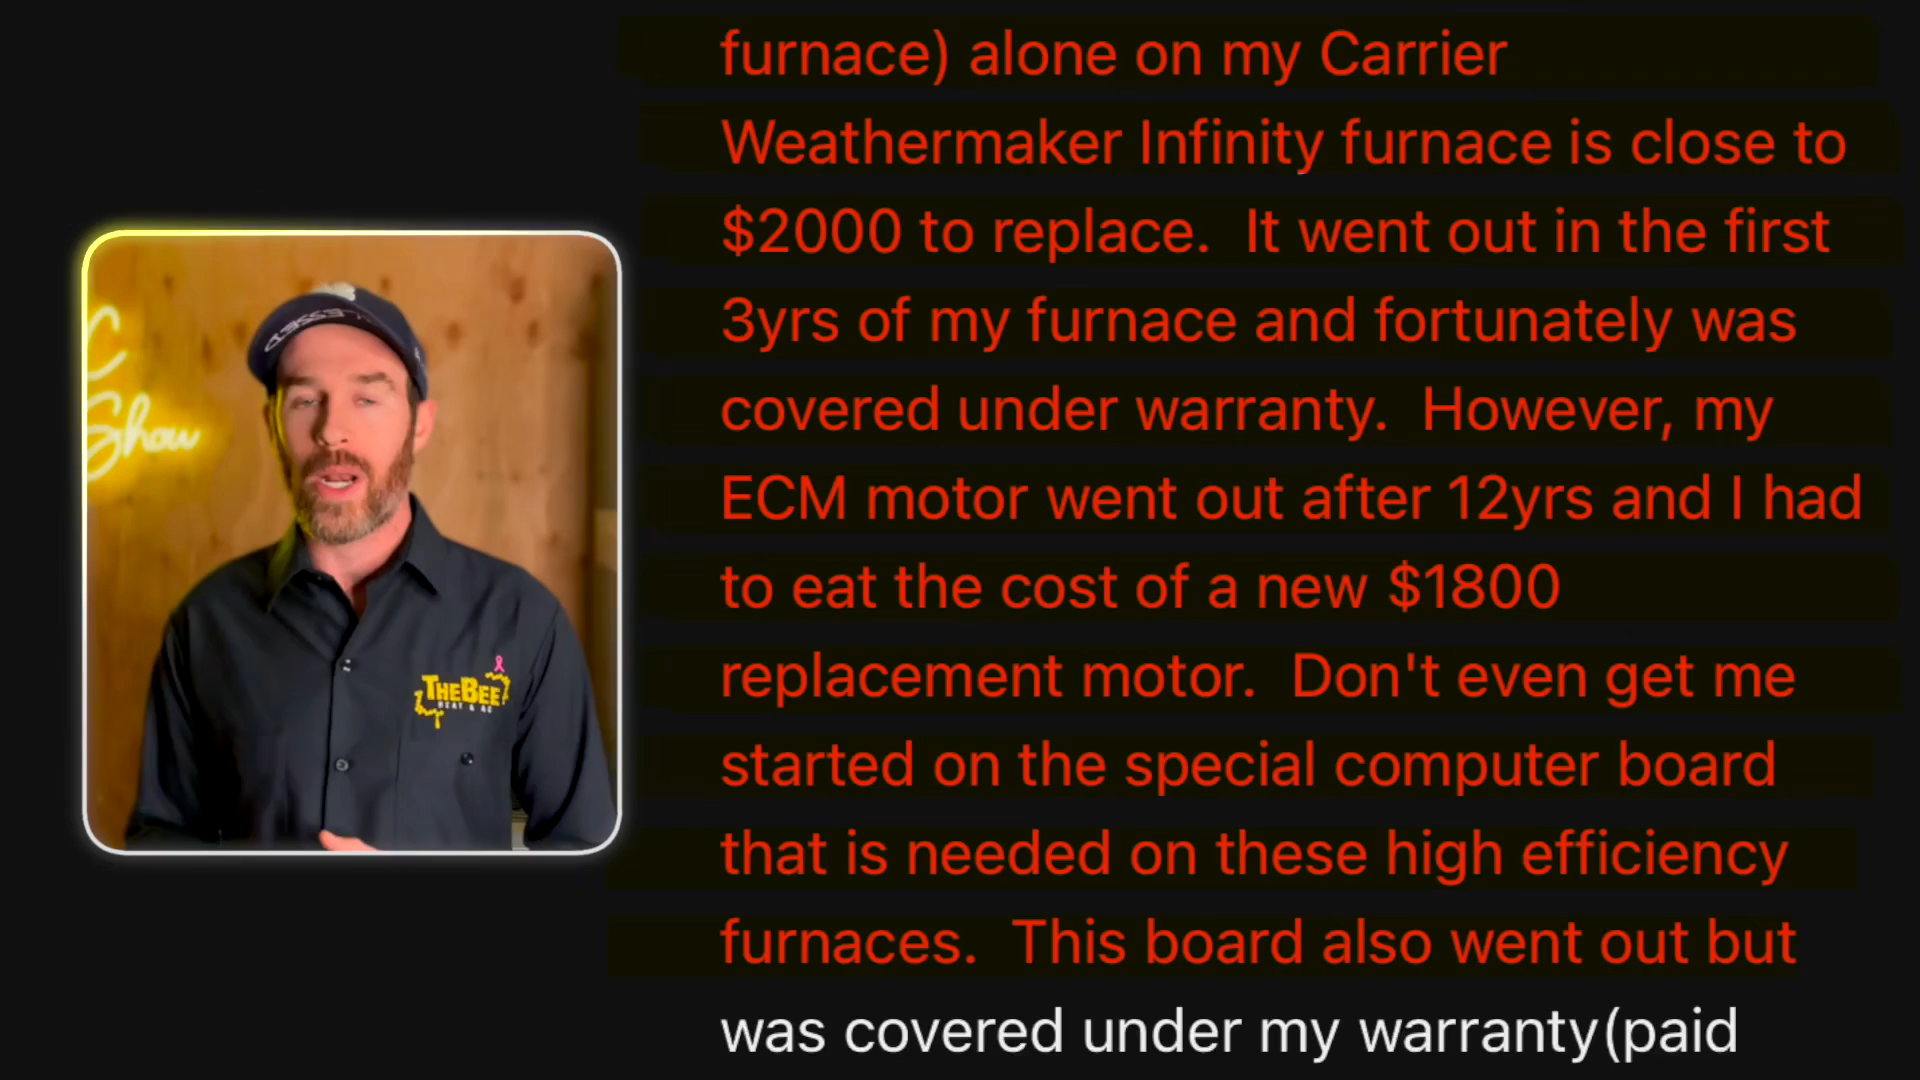 furnace) alone on my Carrier
Weathermaker Infinity furnace is close to
$2000 to replace.  It went out in the first
3yrs of my furnace and fortunately was
covered under warranty.  However, my
ECM motor went out after 12yrs and I had
to eat the cost of a new $1800
replacement motor.  Don't even get me
started on the special computer board
that is needed on these high efficiency
furnaces.  This board also went out but
was covered under my warranty(paid
C
Show
THEBEE
HEAT & AC